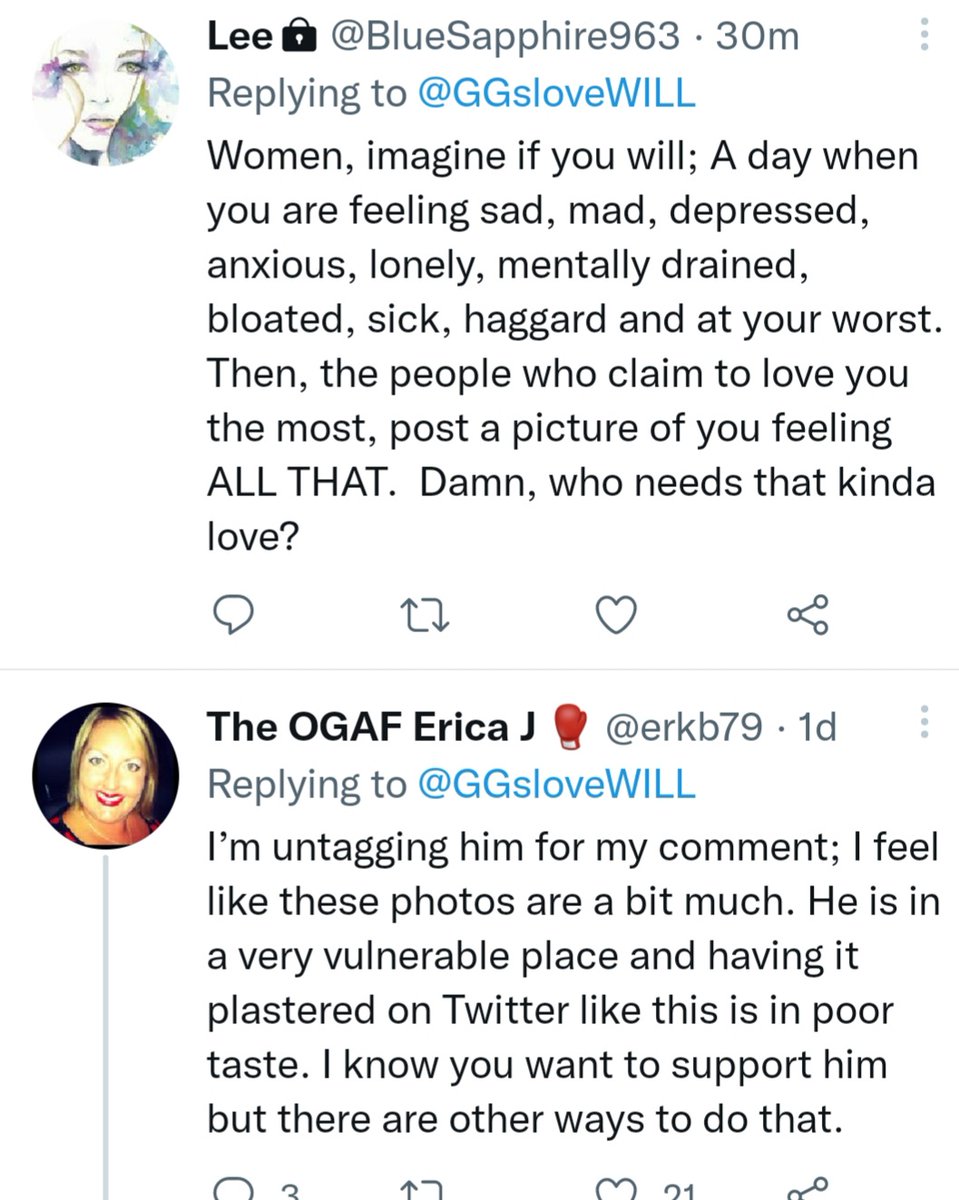 Lee @BlueSapphire963 · 30m
Replying to @GGsloveWILL
Women, imagine if you will; A day when
you are feeling sad, mad, depressed,
anxious, lonely, mentally drained,
bloated, sick, haggard and at your worst.
Then, the people who claim to love you
the most, post a picture of you feeling
ALL THAT.  Damn, who needs that kinda
love?
The OGAF Erica J 🥊 @erkb79 · 1d
Replying to @GGsloveWILL
I’m untagging him for my comment; I feel
like these photos are a bit much. He is in
a very vulnerable place and having it
plastered on Twitter like this is in poor
taste. I know you want to support him
but there are other ways to do that.
3 21